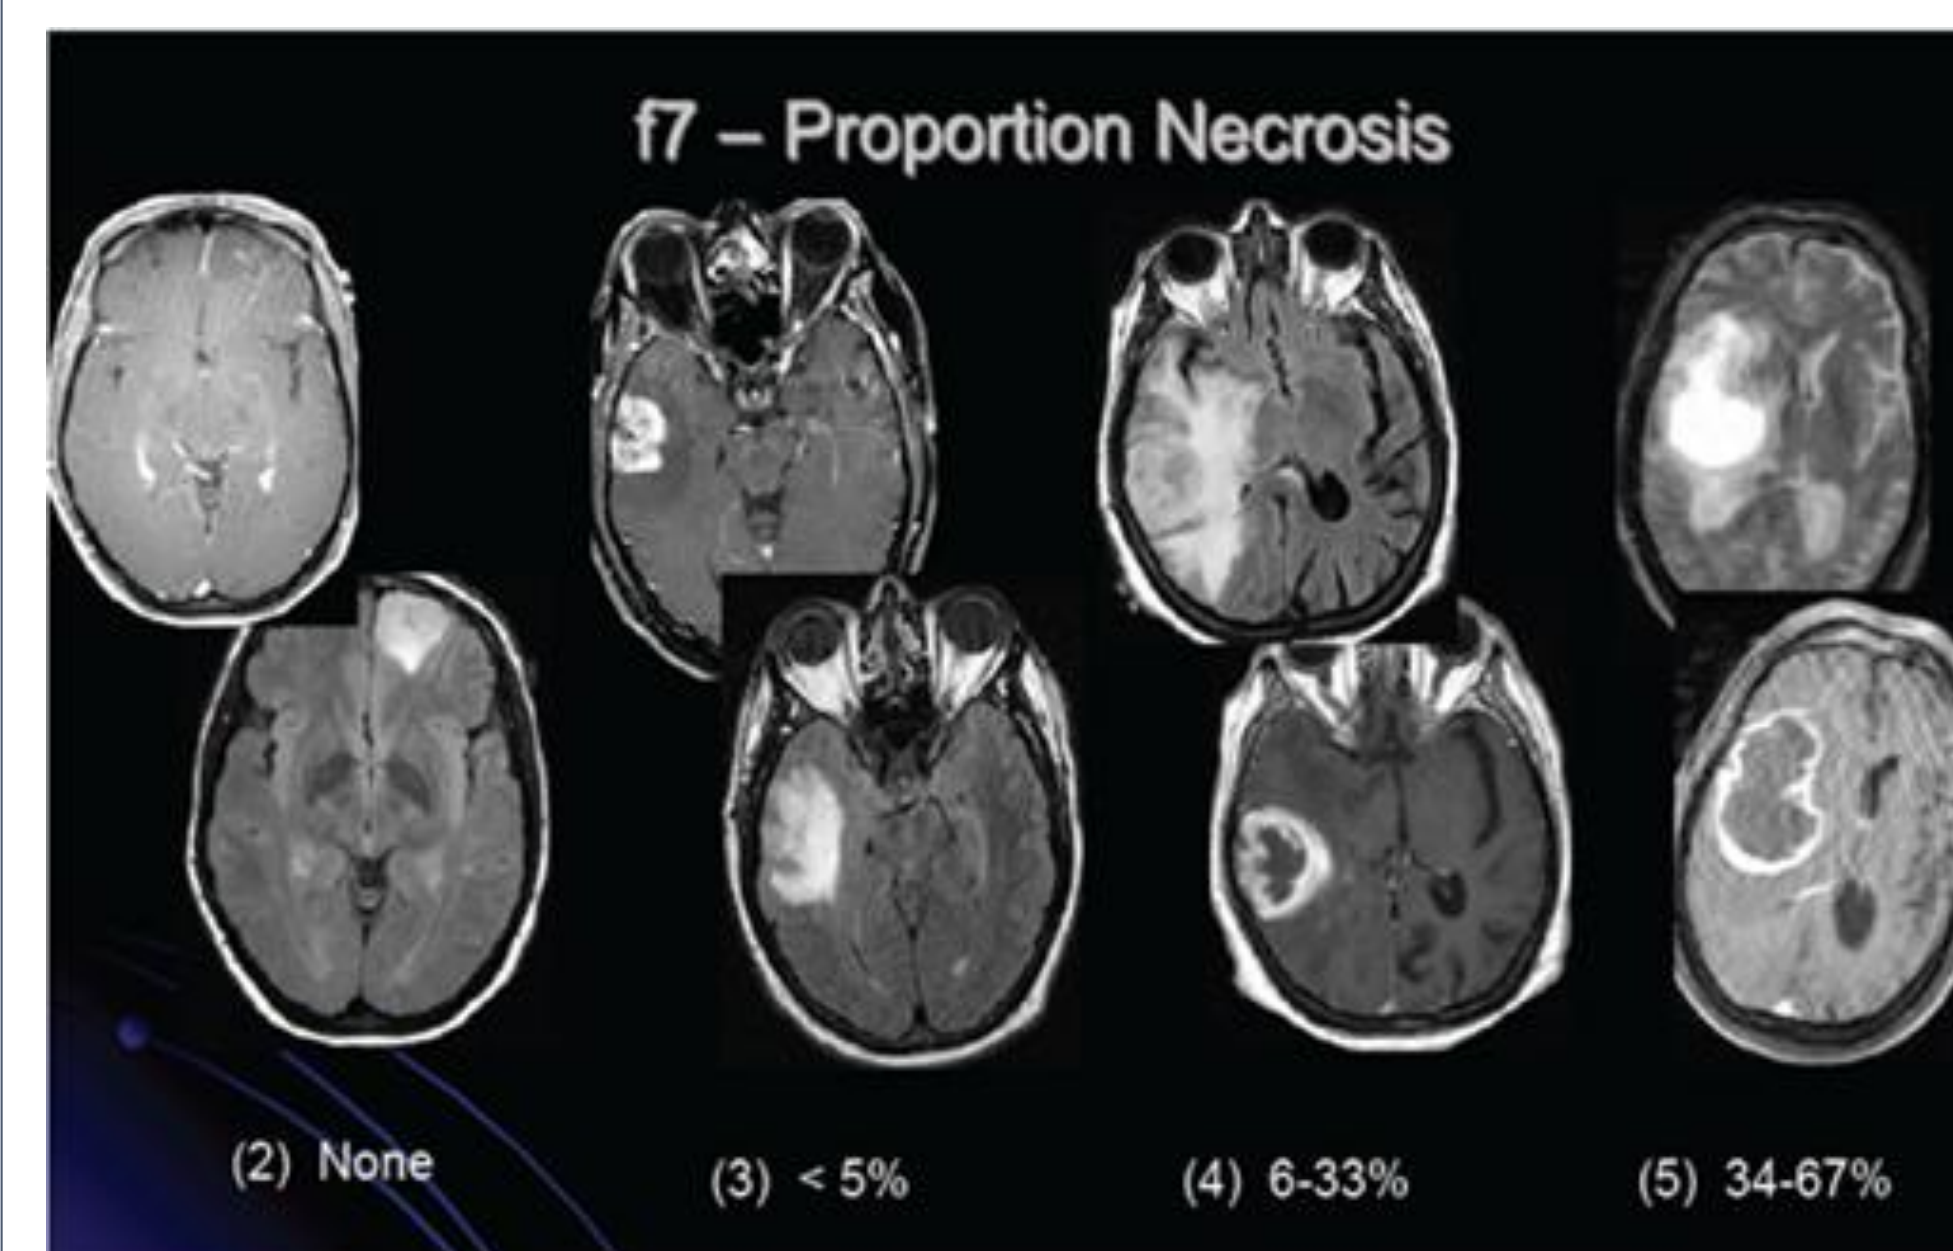 f7 – Proportion Necrosis
(2) None
(3) < 5%
(4) 6-33%
(5) 34-67%